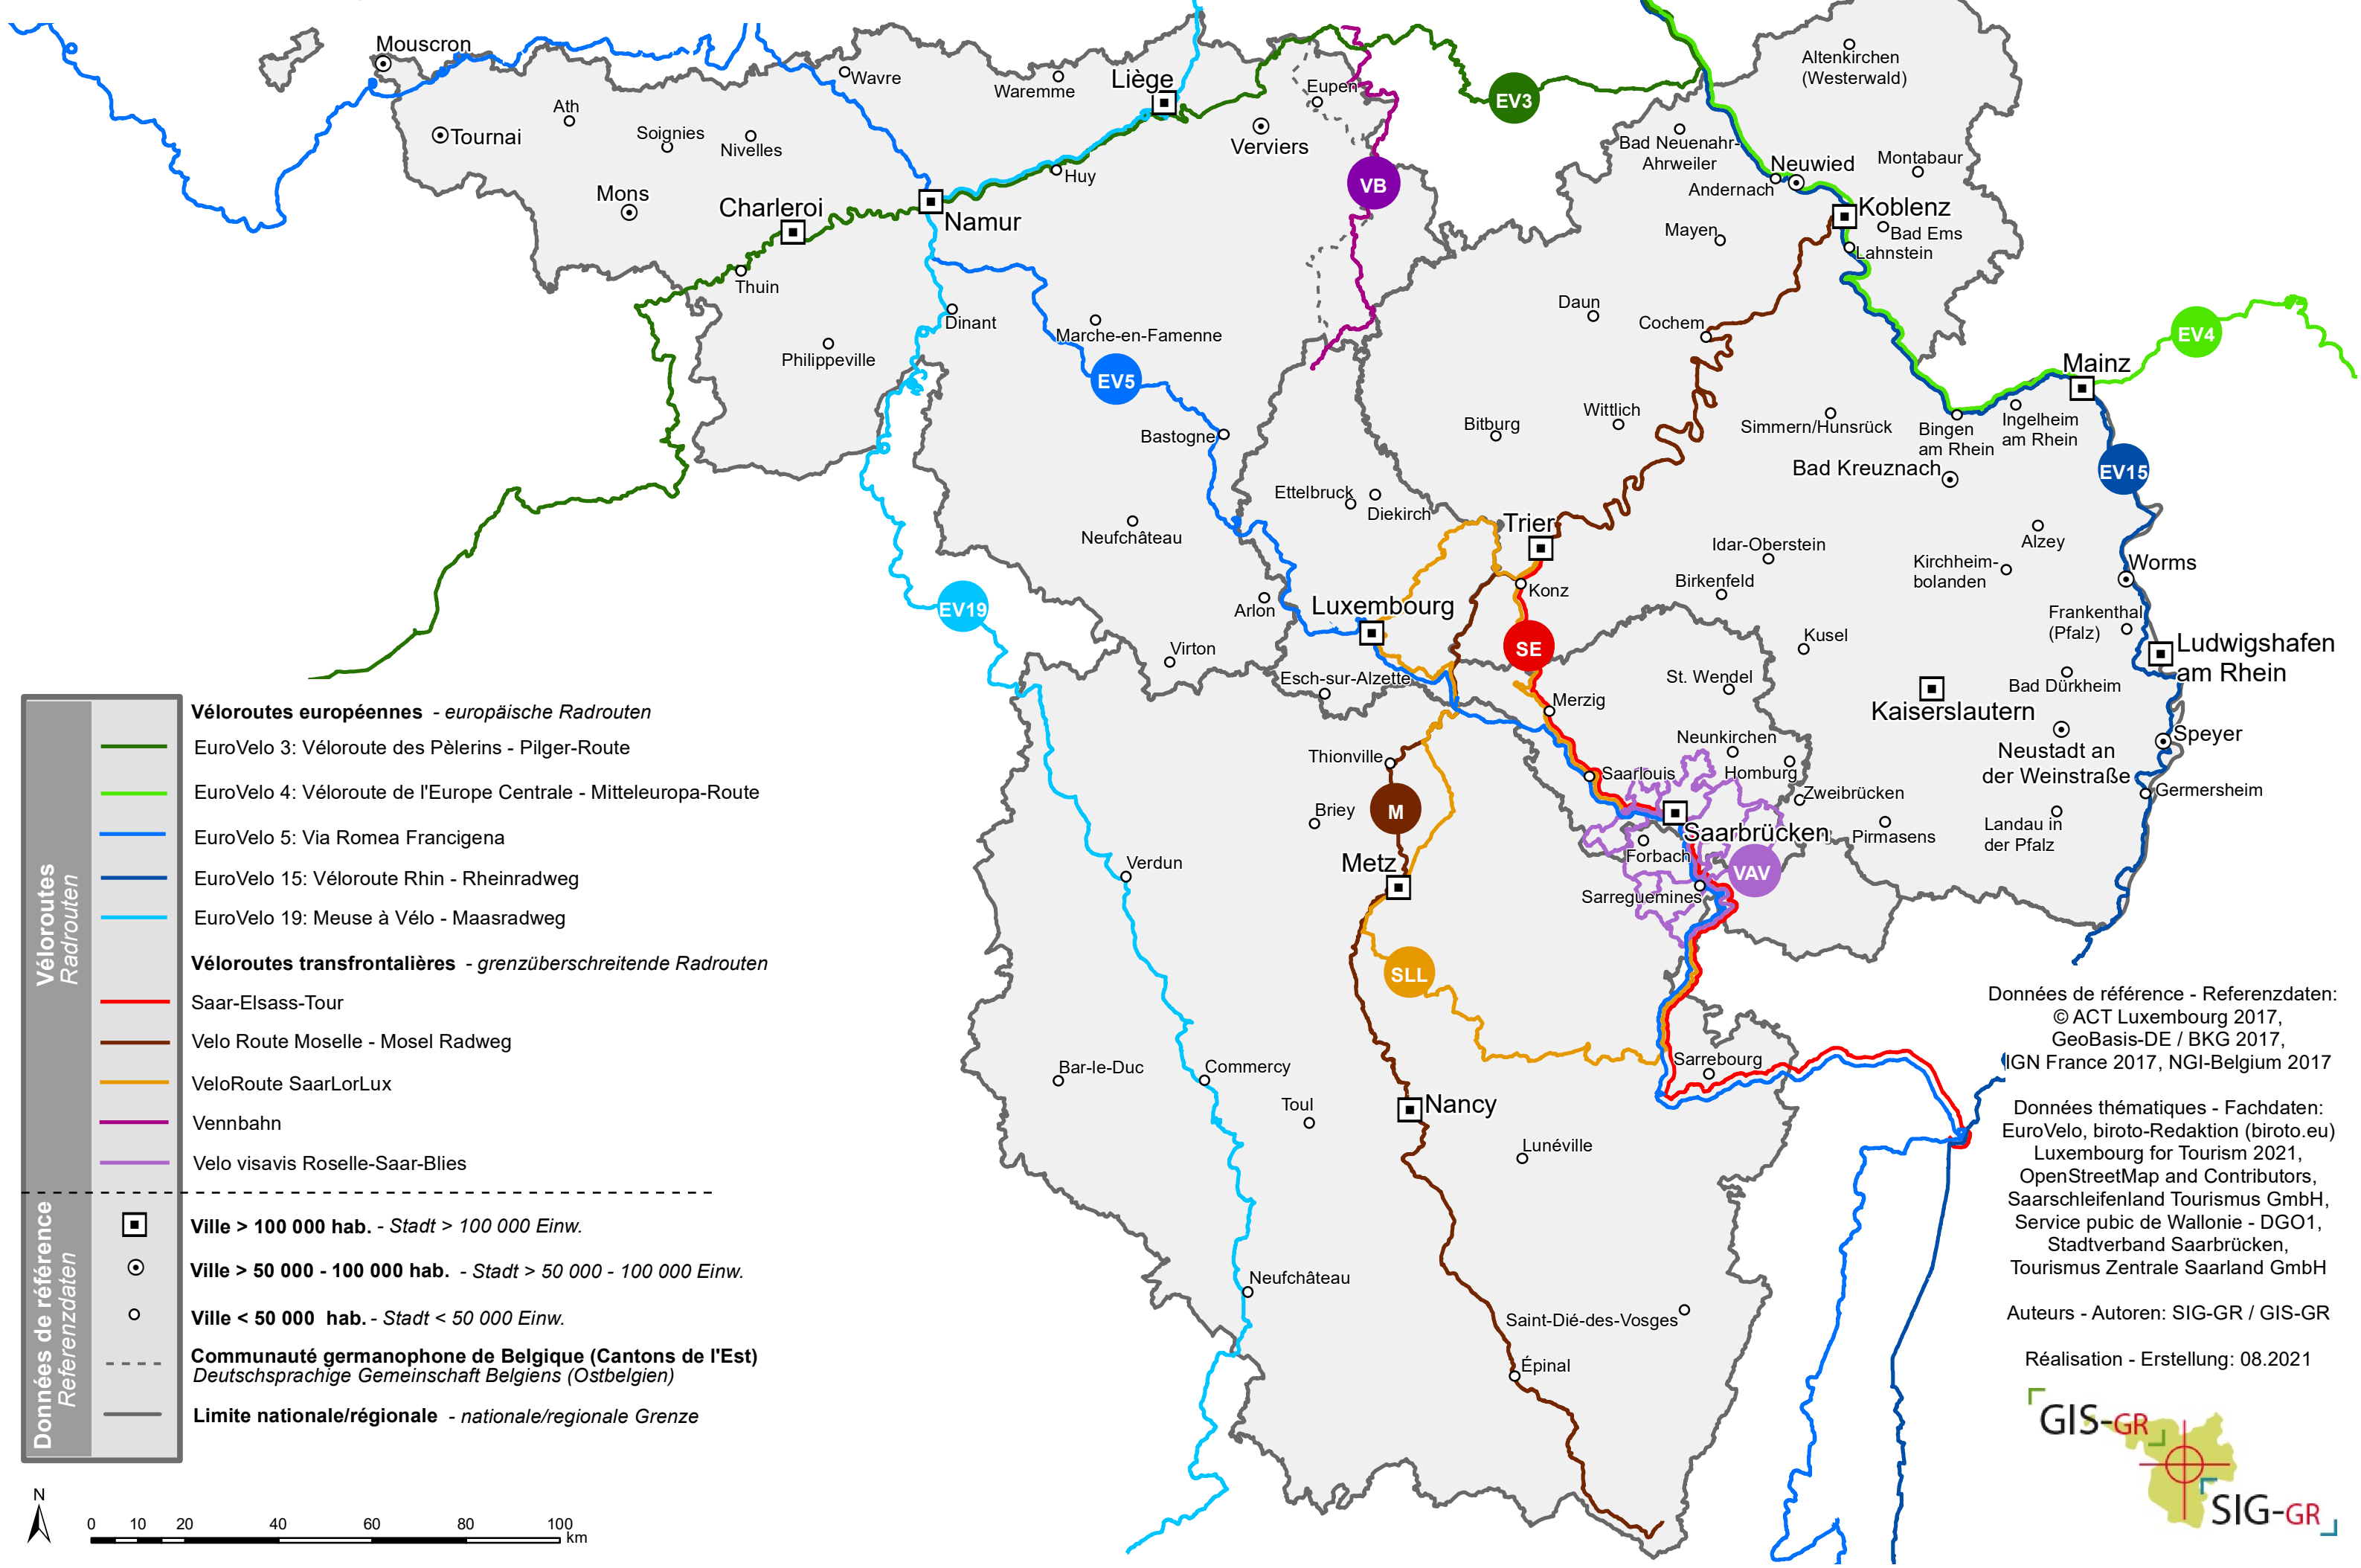 Mouscron
Tournai
Ath
Soignies
Nivelles
Mons
Wavre
Waremme
Liège
Huy
Namur
Charleroi
Thuin
Philippeville
Dinant
Marche-en-Famenne
EV5
Bastogne
Neufchâteau
Arlon
Virton
EV19
Eupen
Verviers
VB
EV3
Altenkirchen
(Westerwald)
Bad Neuenahr-
Ahrweiler
Neuwied
Andernach
Montabaur
Koblenz
Bad Ems
Lahnstein
Mayen
Daun
Cochem
EV4
Mainz
Bitburg
Wittlich
Simmern/Hunsrück
Bingen
am Rhein
Ingelheim
am Rhein
EV15
Bad Kreuznach
Ettelbruck
Diekirch
Trier
Konz
Luxembourg
Esch-sur-Alzette
Idar-Oberstein
Birkenfeld
Kirchheim-
bolanden
Alzey
Worms
Frankenthal
(Pfalz)
Ludwigshafen
am Rhein
Bad Dürkheim
Kusel
Kaiserslautern
SE
St. Wendel
Merzig
Neunkirchen
Homburg
Zweibrücken
Saarlouis
Saarbrücken
Forbach
VAV
Sarreguemines
Pirmasens
Neustadt an
der Weinstraße
Speyer
Germersheim
Landau in
der Pfalz
Thionville
Briey
M
Metz
SLL
Verdun
Bar-le-Duc
Commercy
Toul
Nancy
Lunéville
Sarrebourg
Neufchâteau
Saint-Dié-des-Vosges
Épinal
Véloroutes
Radrouten
Véloroutes européennes - europäische Radrouten
EuroVelo 3: Véloroute des Pèlerins - Pilger-Route
EuroVelo 4: Véloroute de l'Europe Centrale - Mitteleuropa-Route
EuroVelo 5: Via Romea Francigena
EuroVelo 15: Véloroute Rhin - Rheinradweg
EuroVelo 19: Meuse à Vélo - Maasradweg
Véloroutes transfrontalières - grenzüberschreitende Radrouten
Saar-Elsass-Tour
Velo Route Moselle - Mosel Radweg
VeloRoute SaarLorLux
Vennbahn
Velo visavis Roselle-Saar-Blies
Données de référence
Referenzdaten
Ville > 100 000 hab. - Stadt > 100 000 Einw.
Ville > 50 000 - 100 000 hab. - Stadt > 50 000 - 100 000 Einw.
Ville < 50 000 hab. - Stadt < 50 000 Einw.
Communauté germanophone de Belgique (Cantons de l'Est)
Deutschsprachige Gemeinschaft Belgiens (Ostbelgien)
Limite nationale/régionale - nationale/regionale Grenze
N
0 10 20 40 60 80 100
km
Données de référence - Referenzdaten:
© ACT Luxembourg 2017,
GeoBasis-DE / BKG 2017,
IGN France 2017, NGI-Belgium 2017
Données thématiques - Fachdaten:
EuroVelo, biroto-Redaktion (biroto.eu)
Luxembourg for Tourism 2021,
OpenStreetMap and Contributors,
Saarschleifenland Tourismus GmbH,
Service pubic de Wallonie - DGO1,
Stadtverband Saarbrücken,
Tourismus Zentrale Saarland GmbH
Auteurs - Autoren: SIG-GR / GIS-GR
Réalisation - Erstellung: 08.2021
GIS-GR
SIG-GR